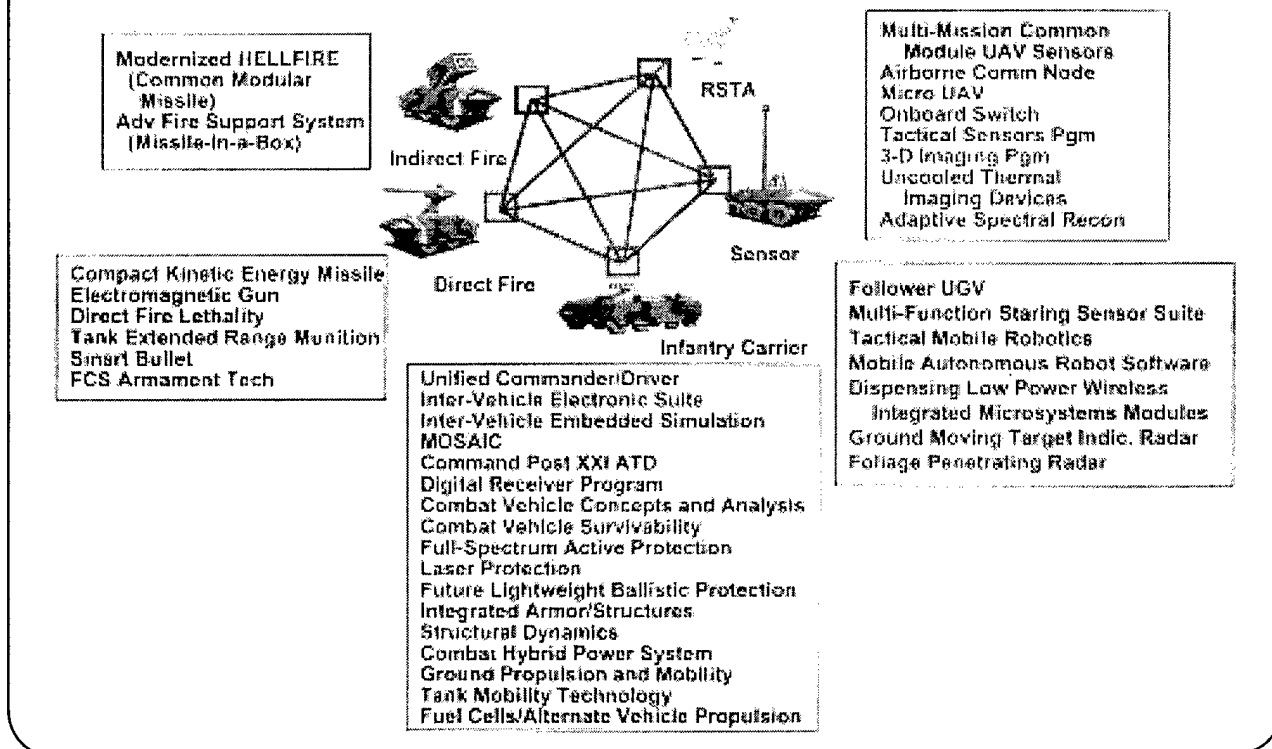 Modernized HELLFIRE
(Common Modular
Missile)
Adv Fire Support System
(Missile-in-a-Box)
Indirect Fire
RSTA
Multi-Mission Common
Module UAV Sensors
Airborne Comm Node
Micro UAV
Onboard Switch
Tactical Sensors Pgm
3-D Imaging Pgm
Uncooled Thermal
Imaging Devices
Adaptive Spectral Recon
Sensor
Direct Fire
Infantry Carrier
Compact Kinetic Energy Missile
Electromagnetic Gun
Direct Fire Lethality
Tank Extended Range Munition
Smart Bullet
FCS Armament Tech
Unified Commander/Driver
Inter-Vehicle Electronic Suite
Inter-Vehicle Embedded Simulation
MOSAIC
Command Post XXI ATD
Digital Receiver Program
Combat Vehicle Concepts and Analysis
Combat Vehicle Survivability
Full-Spectrum Active Protection
Laser Protection
Future Lightweight Ballistic Protection
Integrated Armor/Structures
Structural Dynamics
Combat Hybrid Power System
Ground Propulsion and Mobility
Tank Mobility Technology
Fuel Cells/Alternate Vehicle Propulsion
Follower UGV
Multi-Function Staring Sensor Suite
Tactical Mobile Robotics
Mobile Autonomous Robot Software
Dispensing Low Power Wireless
Integrated Microsystems Modules
Ground Moving Target Indic. Radar
Foliage Penetrating Radar